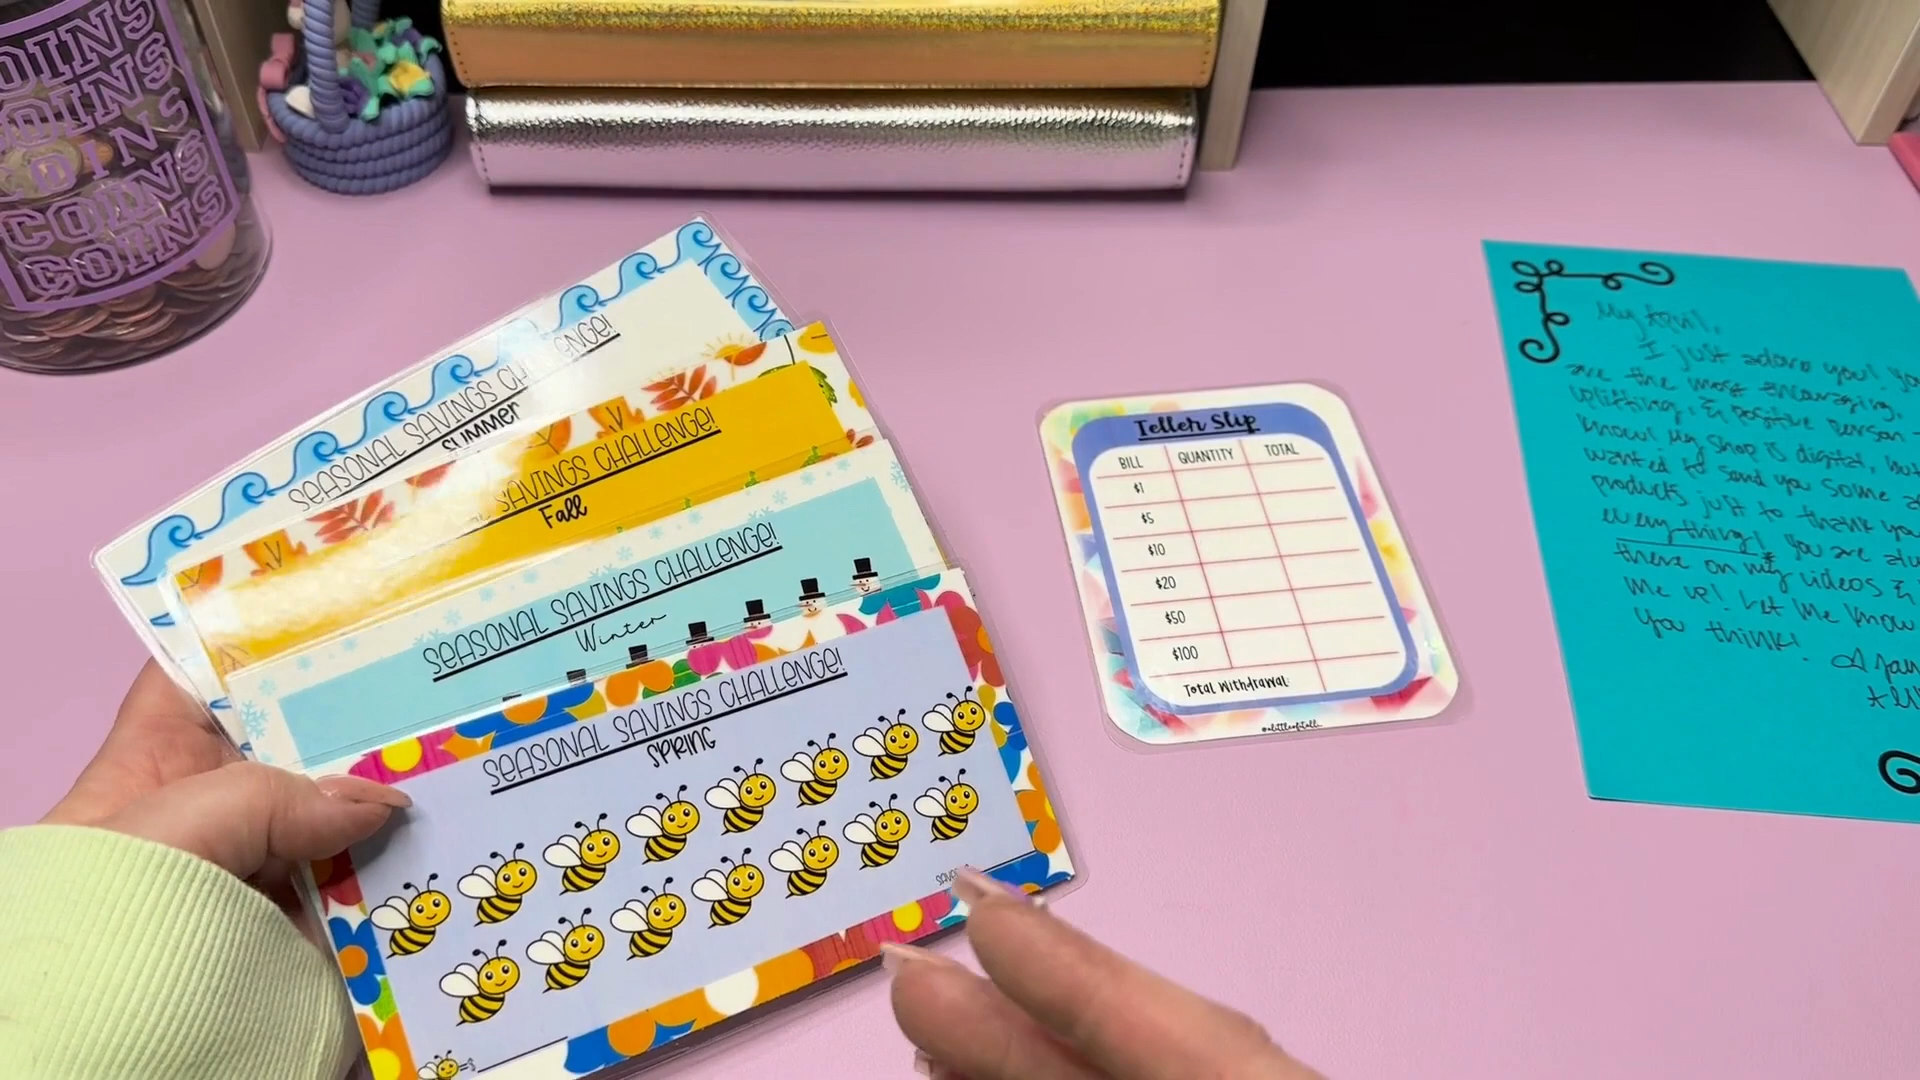 COINS
COINS
COINS
COINS
COINS
SEASONAL SAVINGS CHALLENGE!
SUMMER
SAVINGS CHALLENGE!
Fall
SEASONAL SAVINGS CHALLENGE!
Winter
SEASONAL SAVINGS CHALLENGE!
SPRING
Teller Slip
BILL QUANTITY TOTAL
$1
$5
$10
$20
$50
$100
Total Withdrawal:
My April,
I just adore you! You
are the most encouraging,
uplifting, & positive person
know! My shop is digital, but
wanted to send you some
products just to thank you
everything! You are
there on my videos &
me up! Let me know
you think!